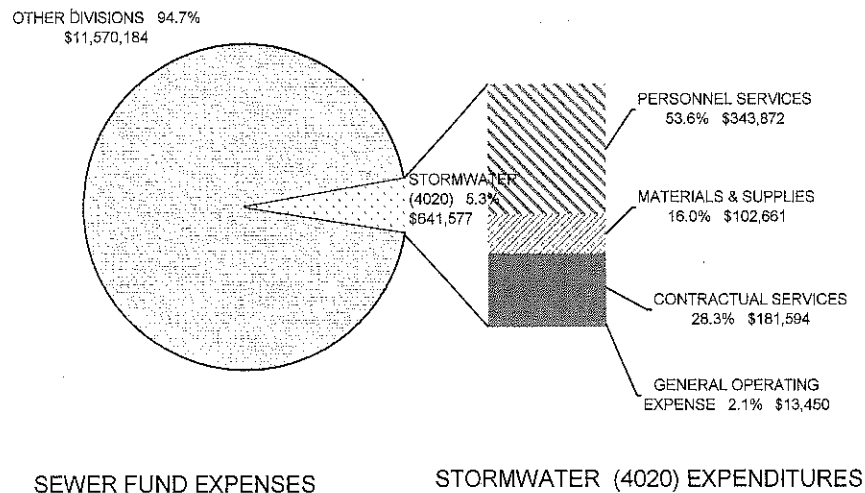 OTHER DIVISIONS 94.7%
$11,570,184
STORMWATER
(4020) 5.3%
$641,577
PERSONNEL SERVICES
53.6% $343,872
MATERIALS & SUPPLIES
16.0% $102,661
CONTRACTUAL SERVICES
28.3% $181,594
GENERAL OPERATING
EXPENSE 2.1% $13,450
SEWER FUND EXPENSES
STORMWATER (4020) EXPENDITURES